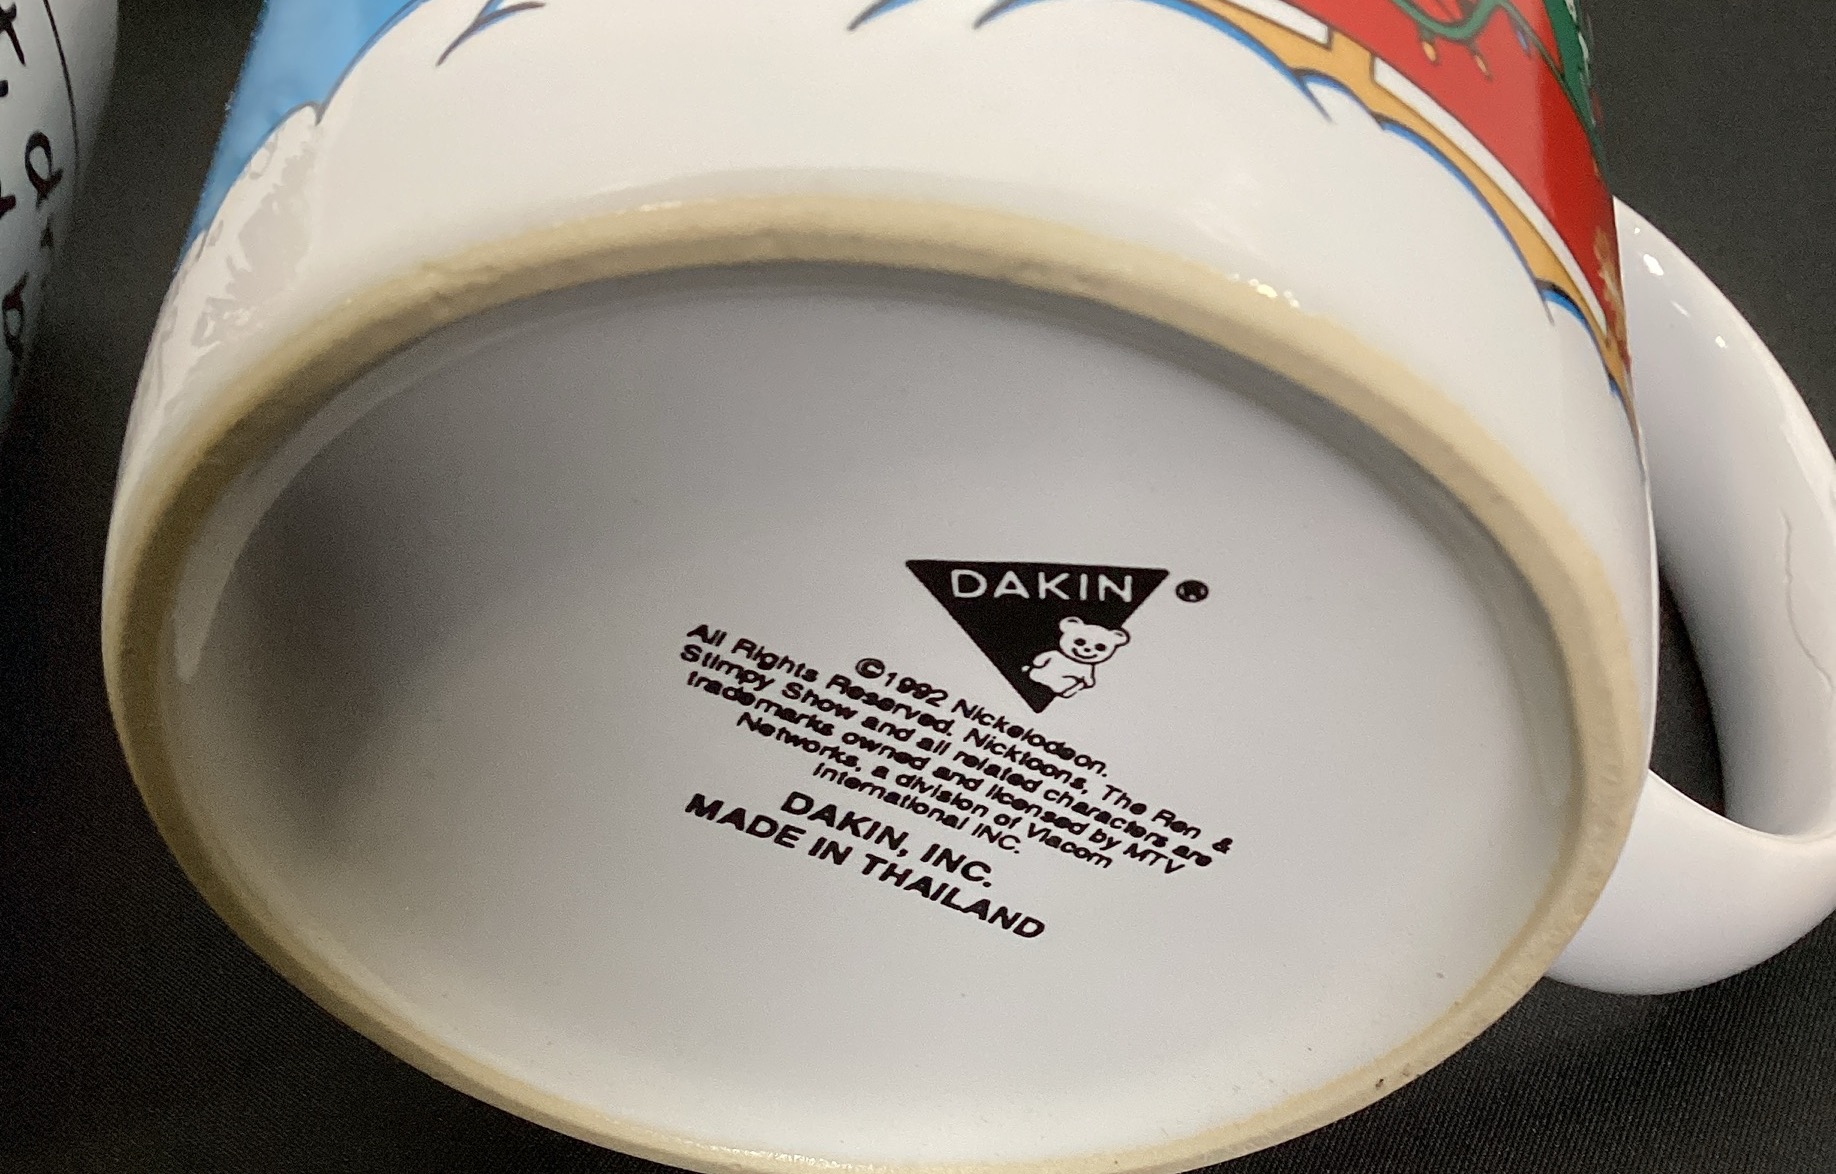 DAKIN ®
©1992 Nickelodeon.
All Rights Reserved. Nicktoons, The Ren &
Stimpy Show and all related characters are
trademarks owned and licensed by MTV
Networks, a division of Viacom
International INC.
DAKIN, INC.
MADE IN THAILAND